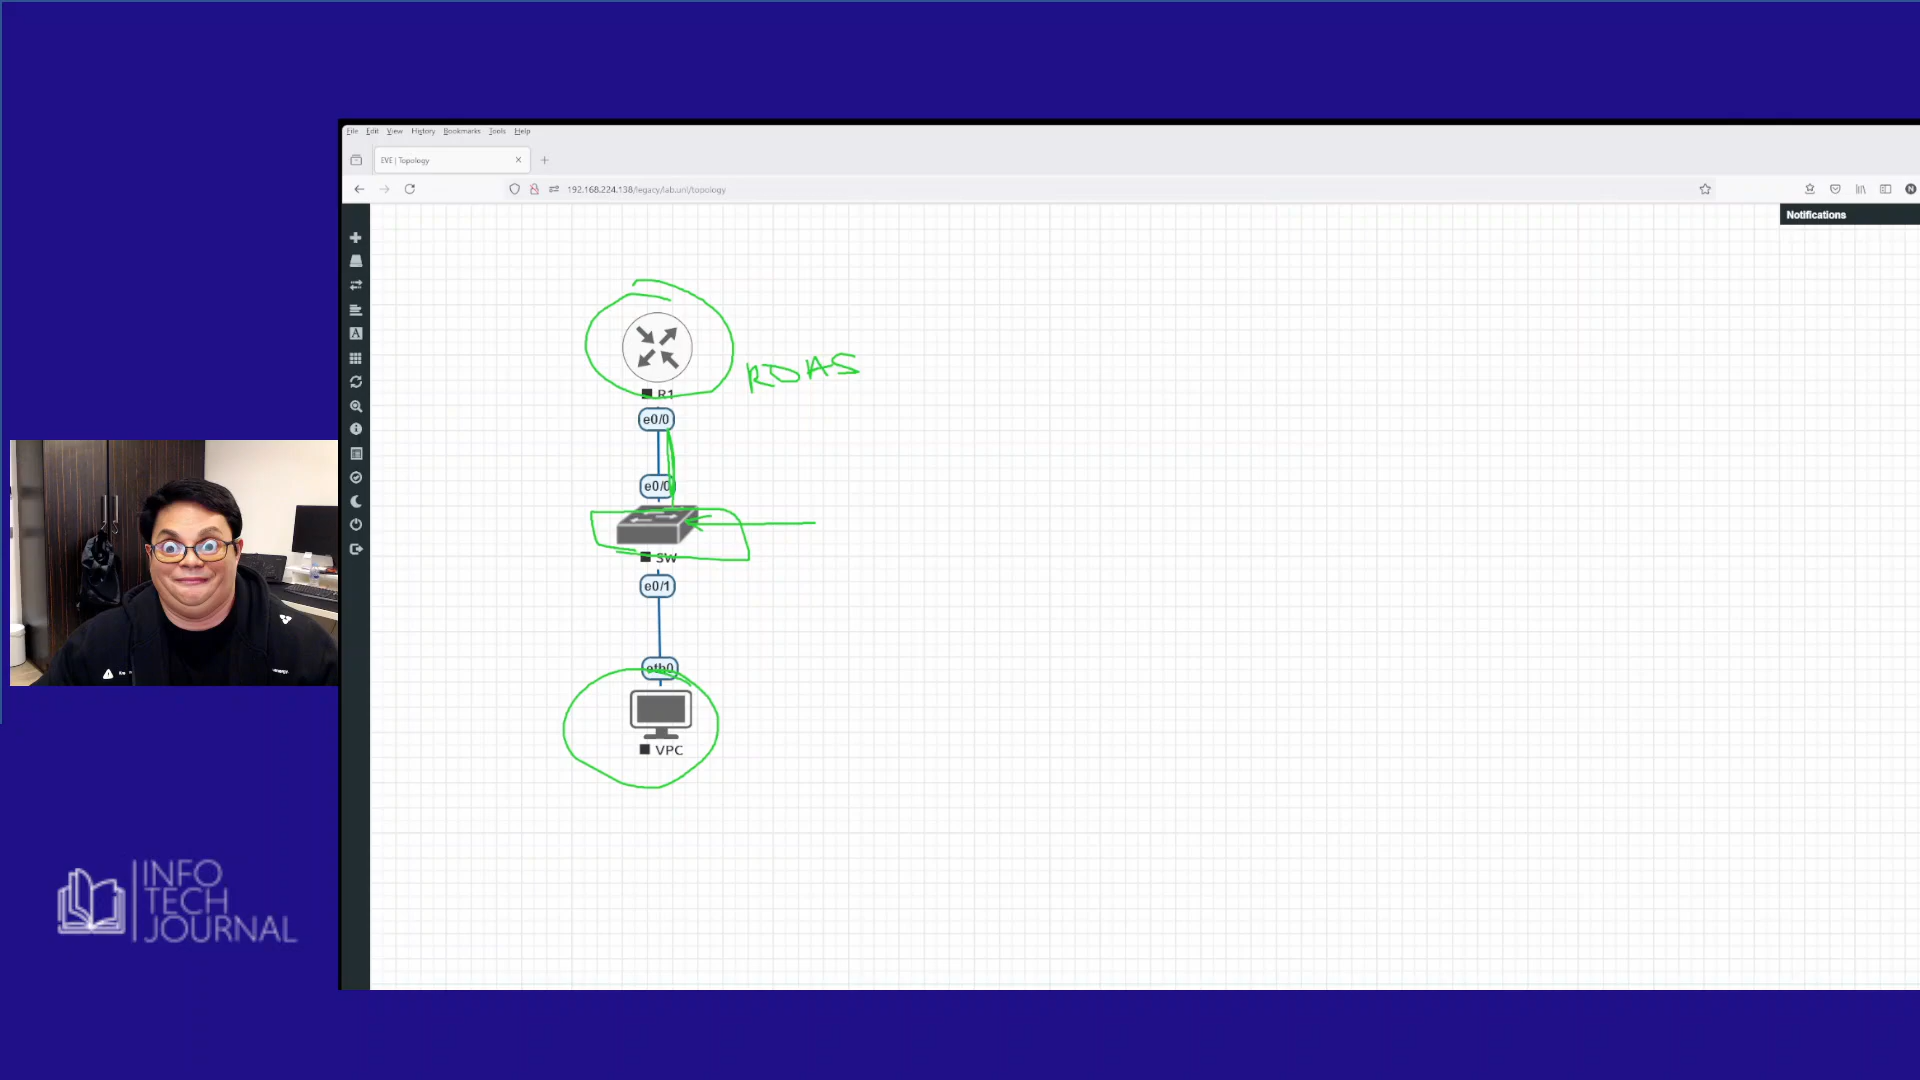 File Edit View History Bookmarks Tools Help
EVE | Topology
192.168.224.138/legacy/lab.unl/topology
N
Notifications
A
R1
ROAS
e0/0
e0/0
SW
e0/1
eth0
VPC
INFO
TECH
JOURNAL